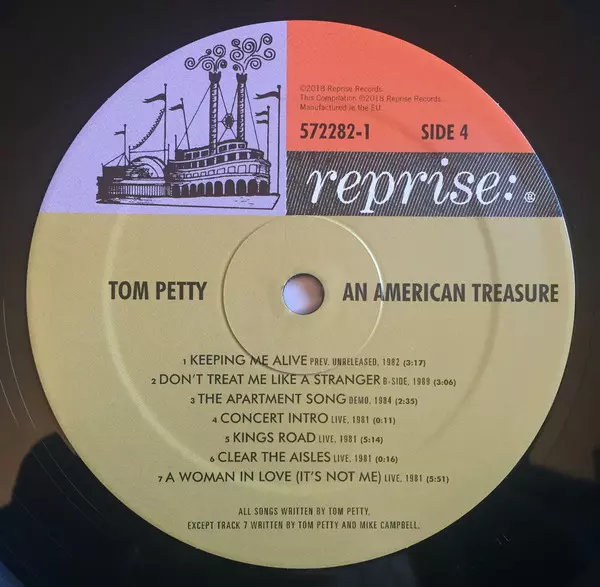 ©2018 Reprise Records
This Compilation ℗2018 Reprise Records
Manufactured in the EU
572282-1 SIDE 4
reprise:®
TOM PETTY AN AMERICAN TREASURE
1 KEEPING ME ALIVE PREV. UNRELEASED, 1982 (3:17)
2 DON'T TREAT ME LIKE A STRANGER B-SIDE, 1989 (3:06)
3 THE APARTMENT SONG DEMO, 1984 (2:35)
4 CONCERT INTRO LIVE, 1981 (0:11)
5 KINGS ROAD LIVE, 1981 (5:14)
6 CLEAR THE AISLES LIVE, 1981 (0:16)
7 A WOMAN IN LOVE (IT'S NOT ME) LIVE, 1981 (5:51)
ALL SONGS WRITTEN BY TOM PETTY,
EXCEPT TRACK 7 WRITTEN BY TOM PETTY AND MIKE CAMPBELL.